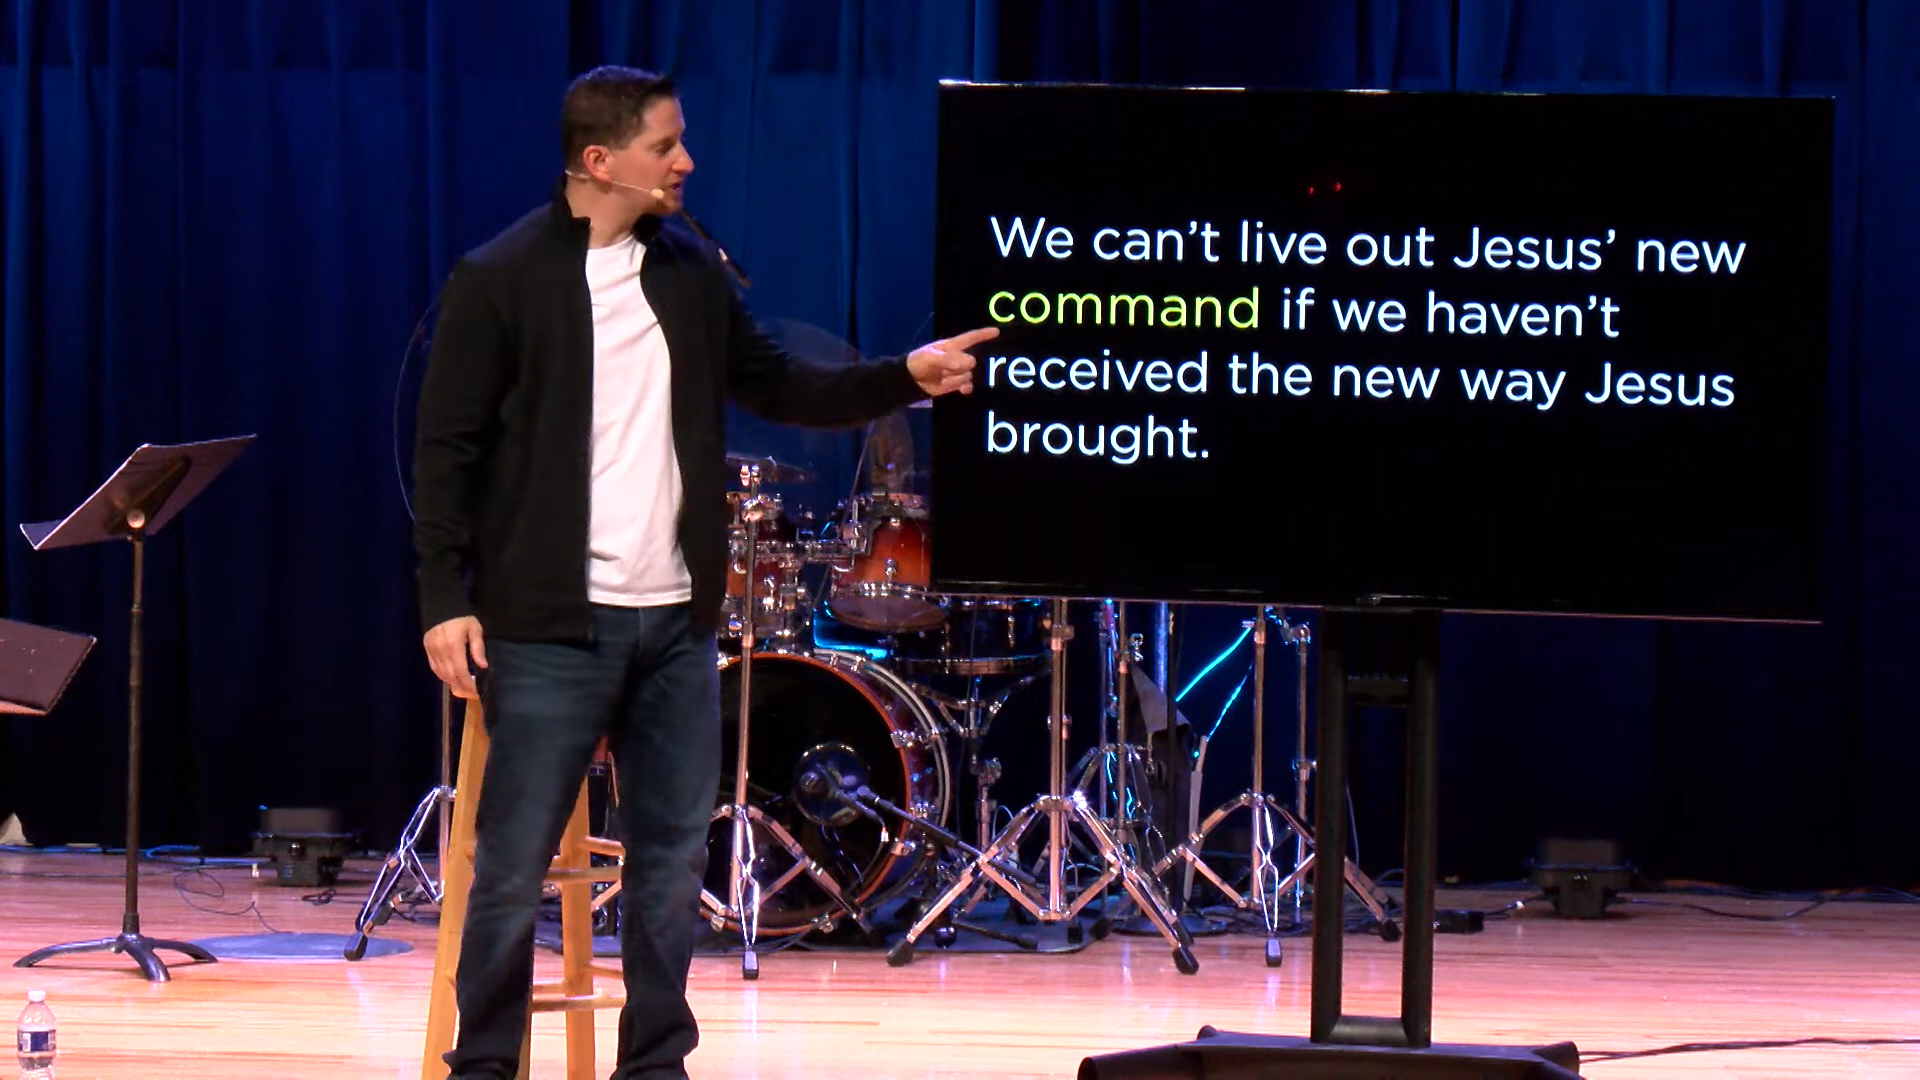 We can’t live out Jesus’ new
command if we haven’t
received the new way Jesus
brought.